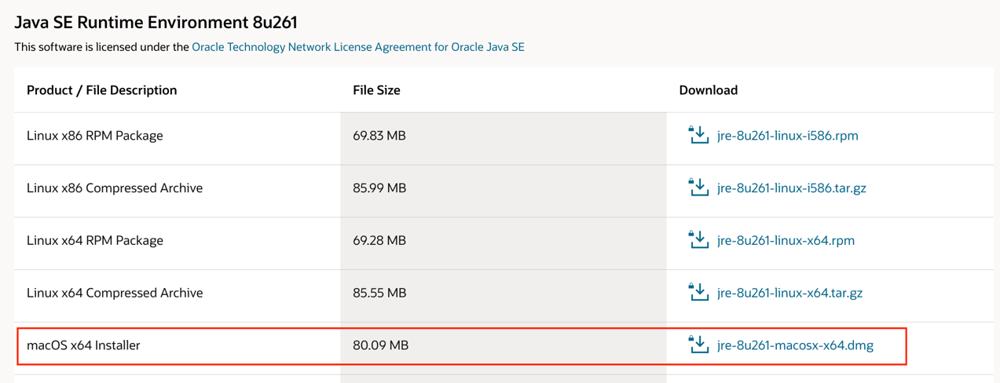 Java SE Runtime Environment 8u261
This software is licensed under the Oracle Technology Network License Agreement for Oracle Java SE
Product / File Description File Size Download
Linux x86 RPM Package 69.83 MB jre-8u261-linux-i586.rpm
Linux x86 Compressed Archive 85.99 MB jre-8u261-linux-i586.tar.gz
Linux x64 RPM Package 69.28 MB jre-8u261-linux-x64.rpm
Linux x64 Compressed Archive 85.55 MB jre-8u261-linux-x64.tar.gz
macOS x64 Installer 80.09 MB jre-8u261-macosx-x64.dmg